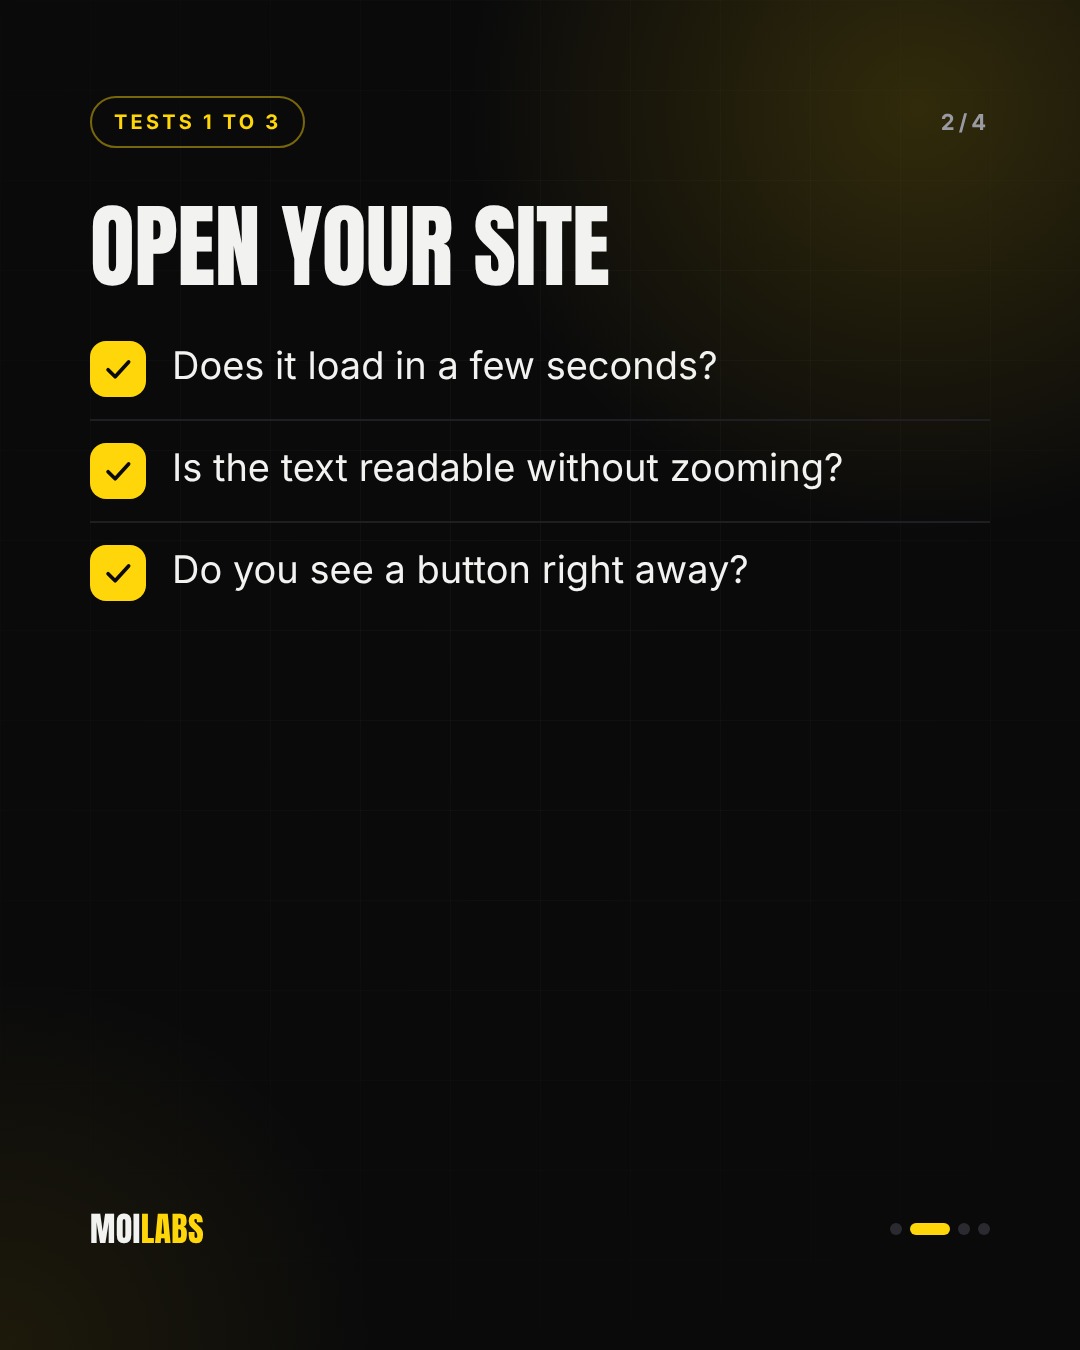 TESTS 1 TO 3
2/4
OPEN YOUR SITE
Does it load in a few seconds?
Is the text readable without zooming?
Do you see a button right away?
MOILABS